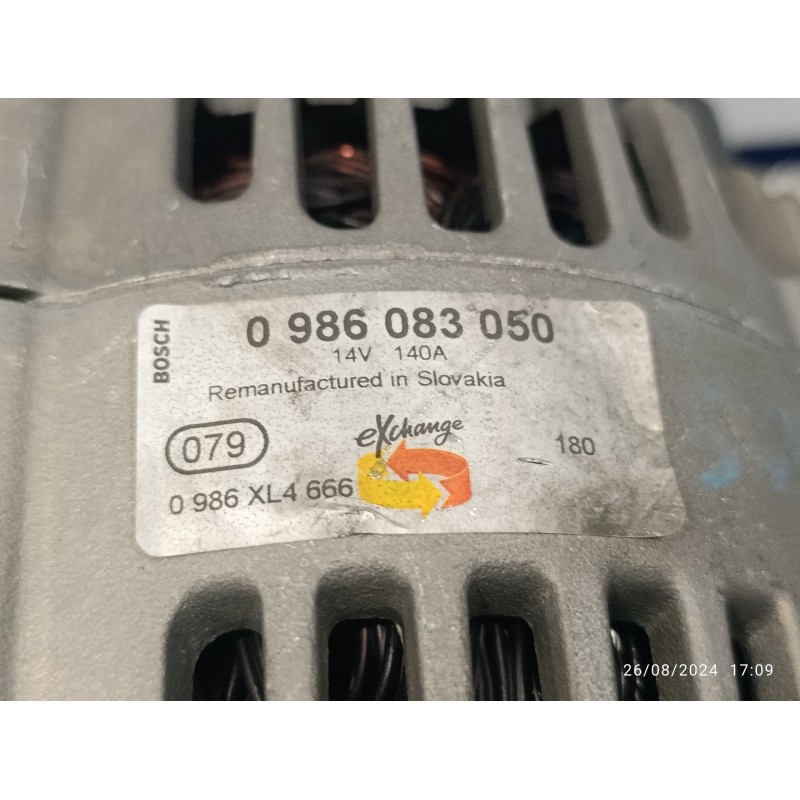 BOSCH
0 986 083 050
14V 140A
Remanufactured in Slovakia
079
eXchange
180
0 986 XL4 666
26/08/2024 17:09